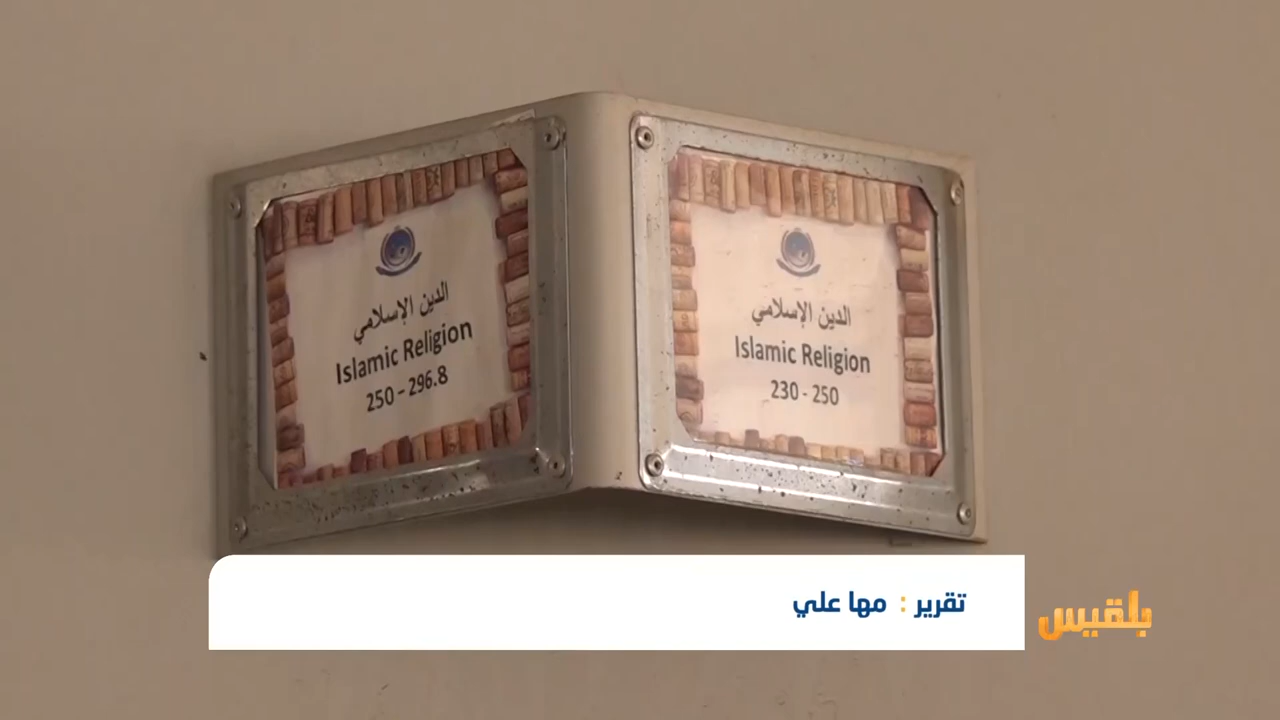 الدين الإسلامي
Islamic Religion
250 - 296.8
الدين الإسلامي
Islamic Religion
230 - 250
تقرير : مها علي
بلقيس